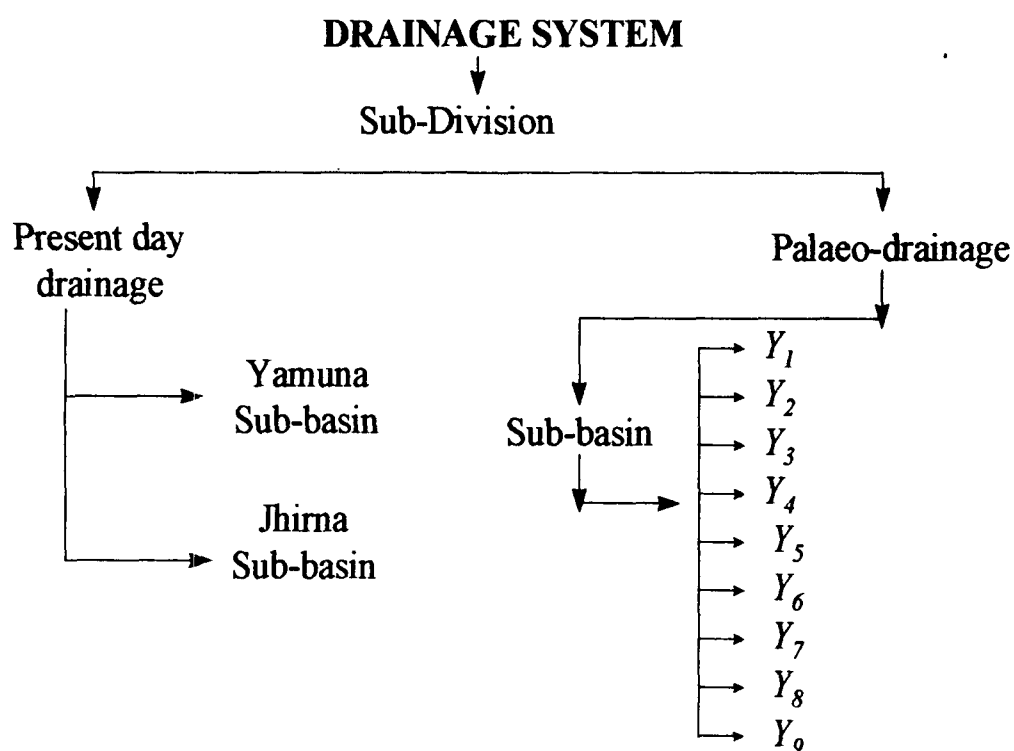 DRAINAGE SYSTEM
Sub-Division
Present day
drainage
Yamuna
Sub-basin
Jhirna
Sub-basin
Palaeo-drainage
Sub-basin
Y1
Y2
Y3
Y4
Y5
Y6
Y7
Y8
Y9